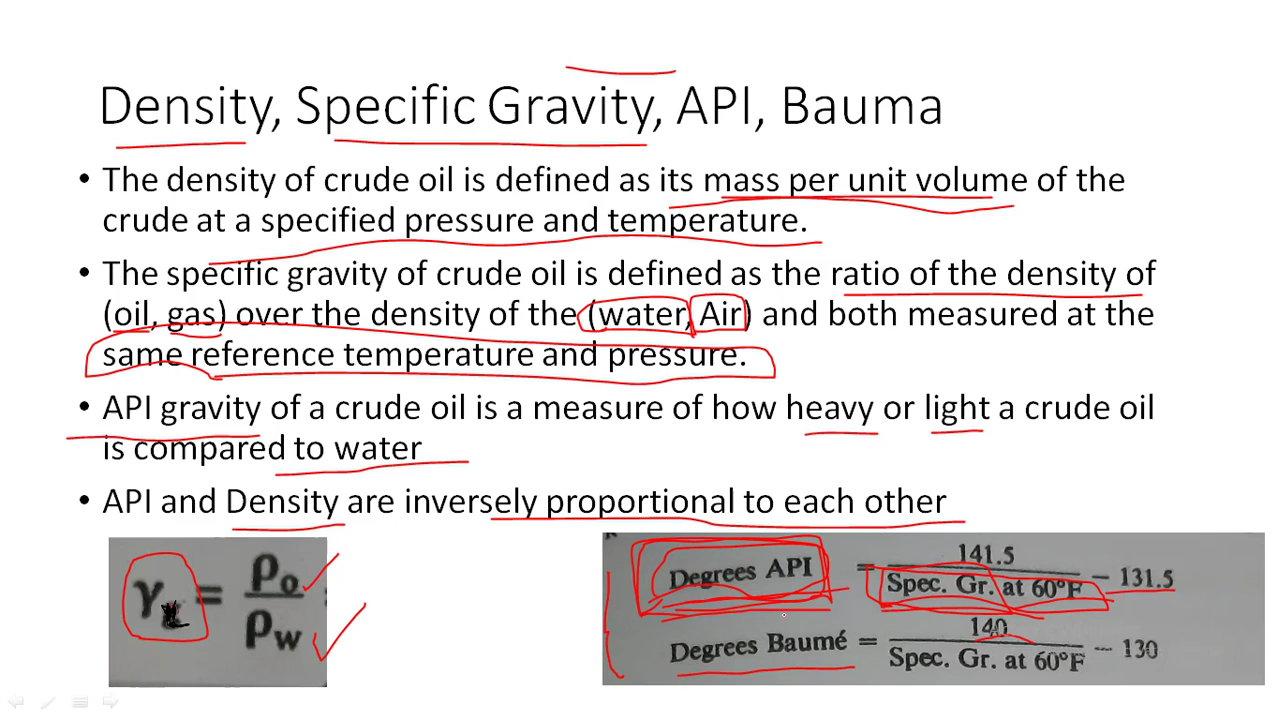 Density, Specific Gravity, API, Bauma
• The density of crude oil is defined as its mass per unit volume of the
crude at a specified pressure and temperature.
• The specific gravity of crude oil is defined as the ratio of the density of
(oil, gas) over the density of the (water, Air) and both measured at the
same reference temperature and pressure.
• API gravity of a crude oil is a measure of how heavy or light a crude oil
is compared to water
• API and Density are inversely proportional to each other
γ = ρo / ρw
Degrees API = 141.5 / Spec. Gr. at 60°F − 131.5
Degrees Baumé = 140 / Spec. Gr. at 60°F − 130